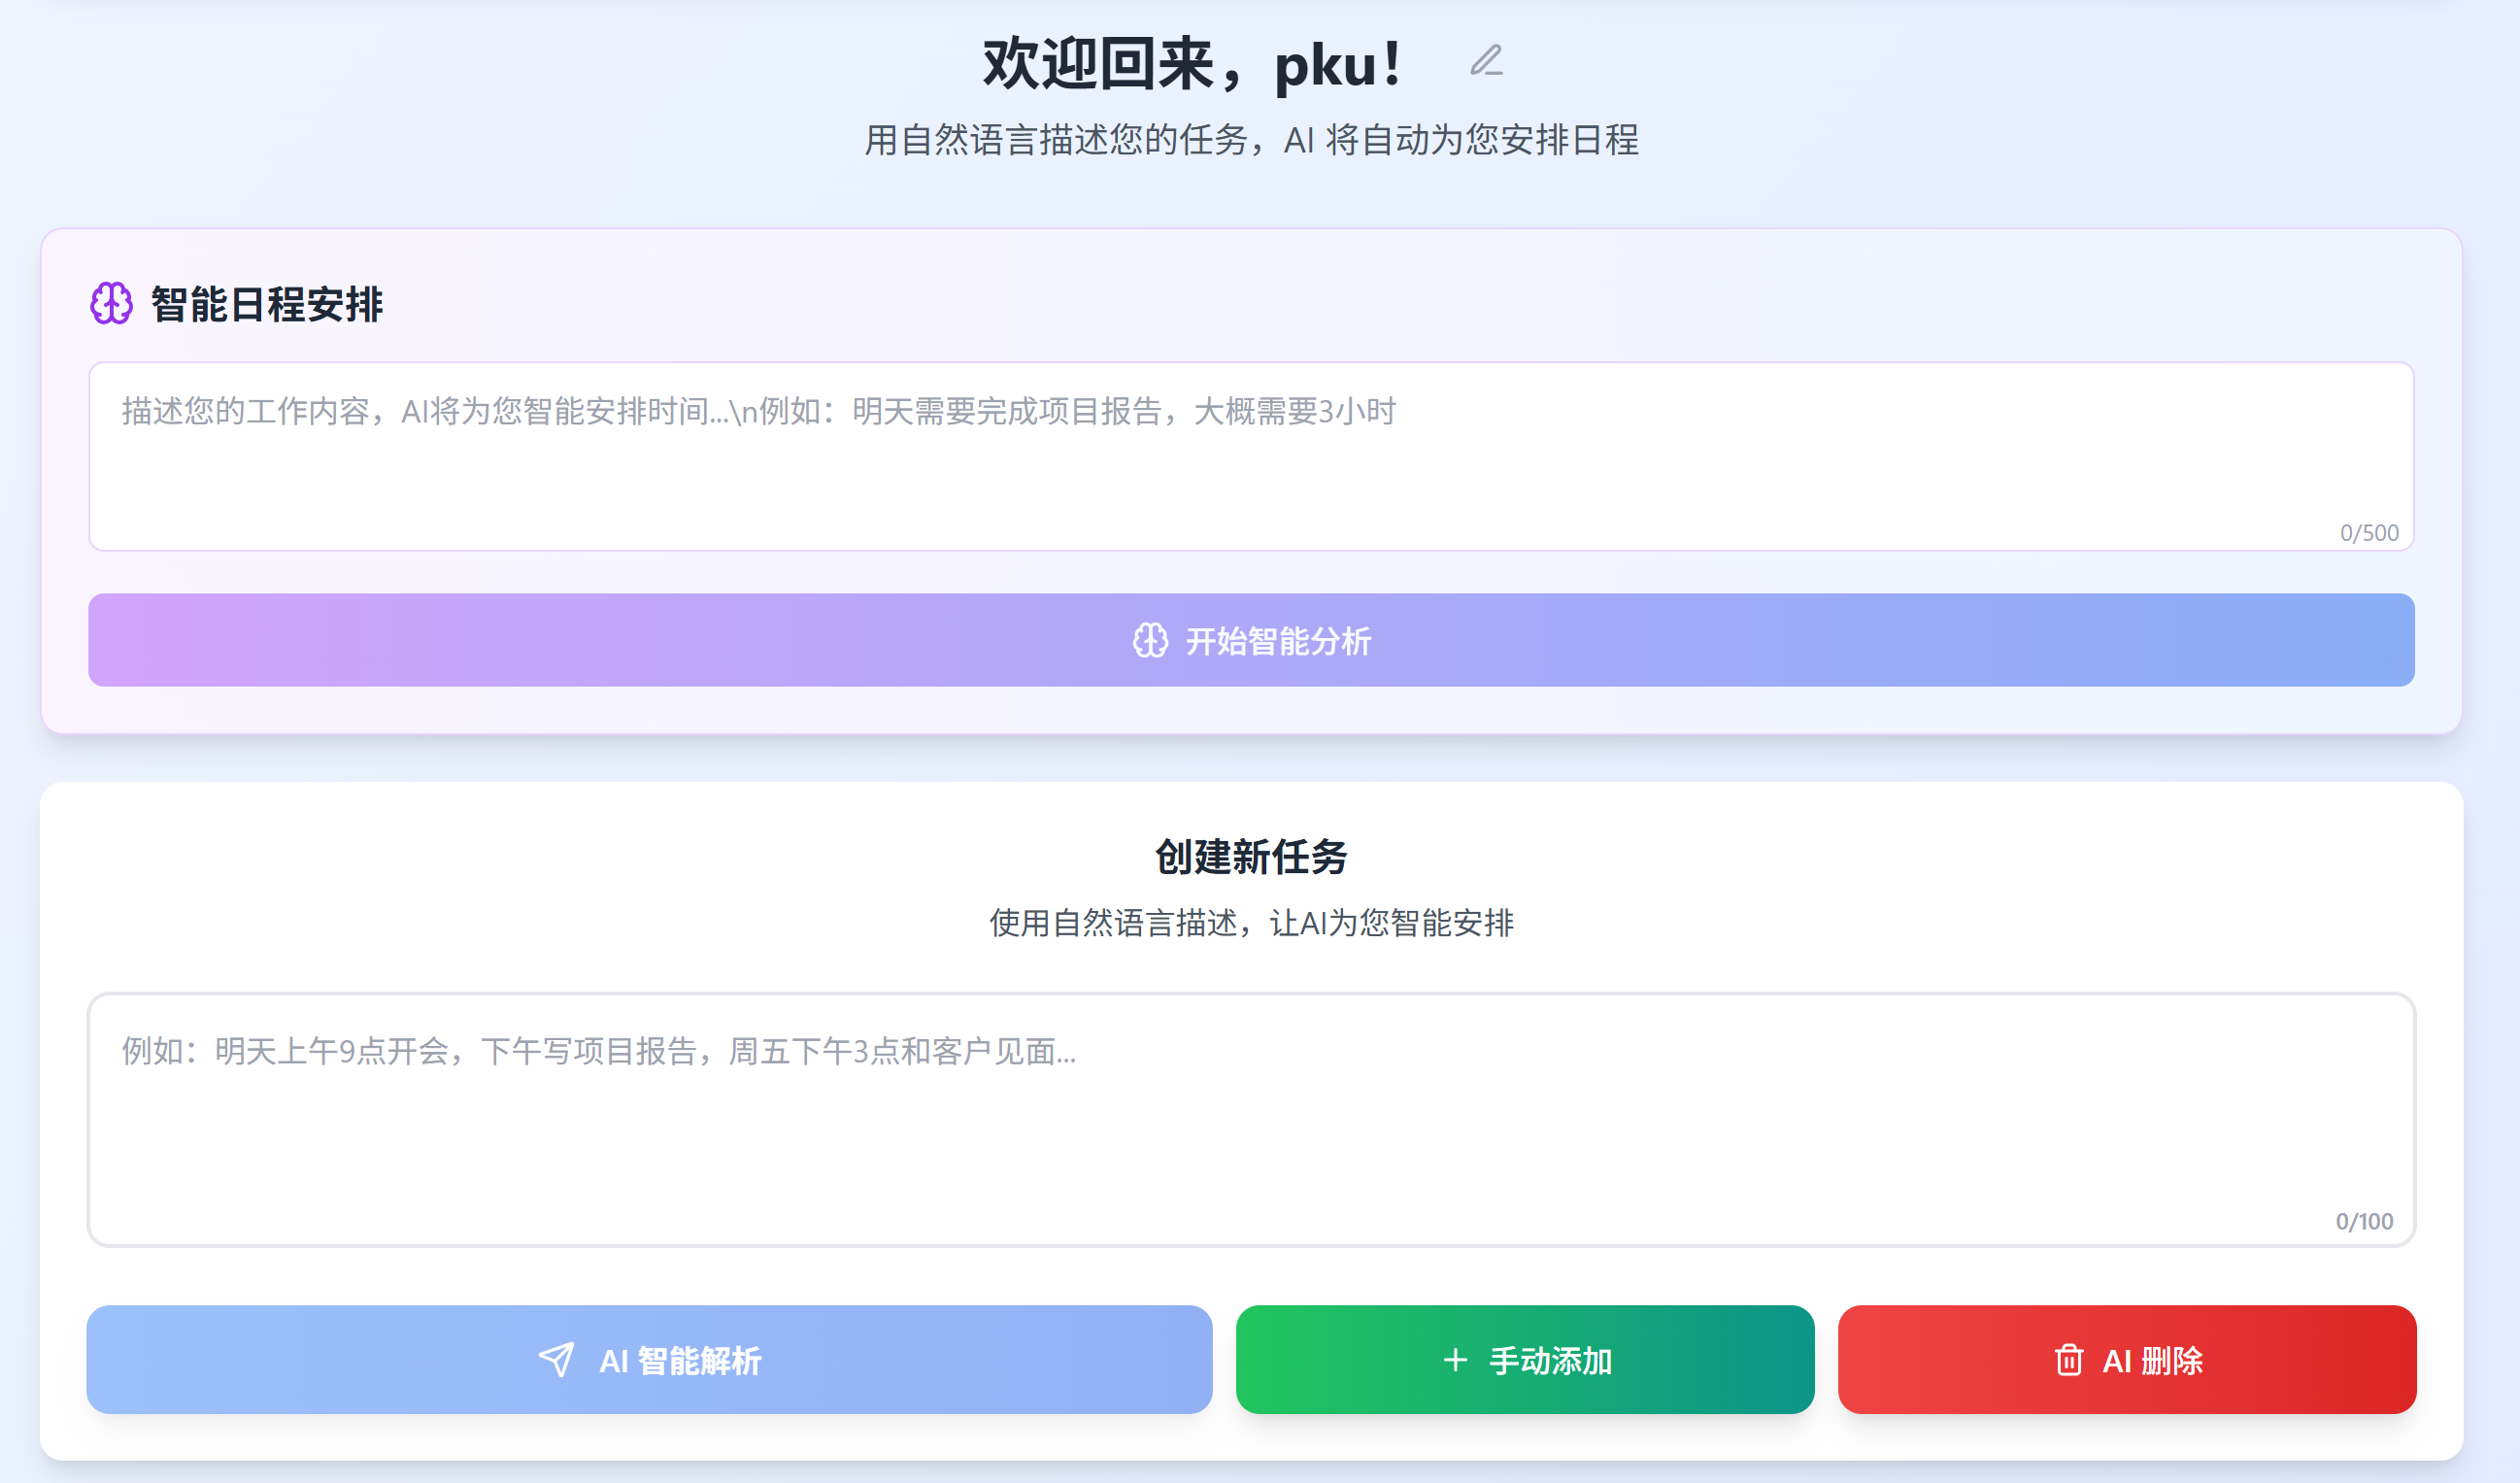 欢迎回来，pku！
用自然语言描述您的任务，AI 将自动为您安排日程
智能日程安排
描述您的工作内容，AI将为您智能安排时间...\n例如：明天需要完成项目报告，大概需要3小时
0/500
开始智能分析
创建新任务
使用自然语言描述，让AI为您智能安排
例如：明天上午9点开会，下午写项目报告，周五下午3点和客户见面...
0/100
AI 智能解析
手动添加
AI 删除